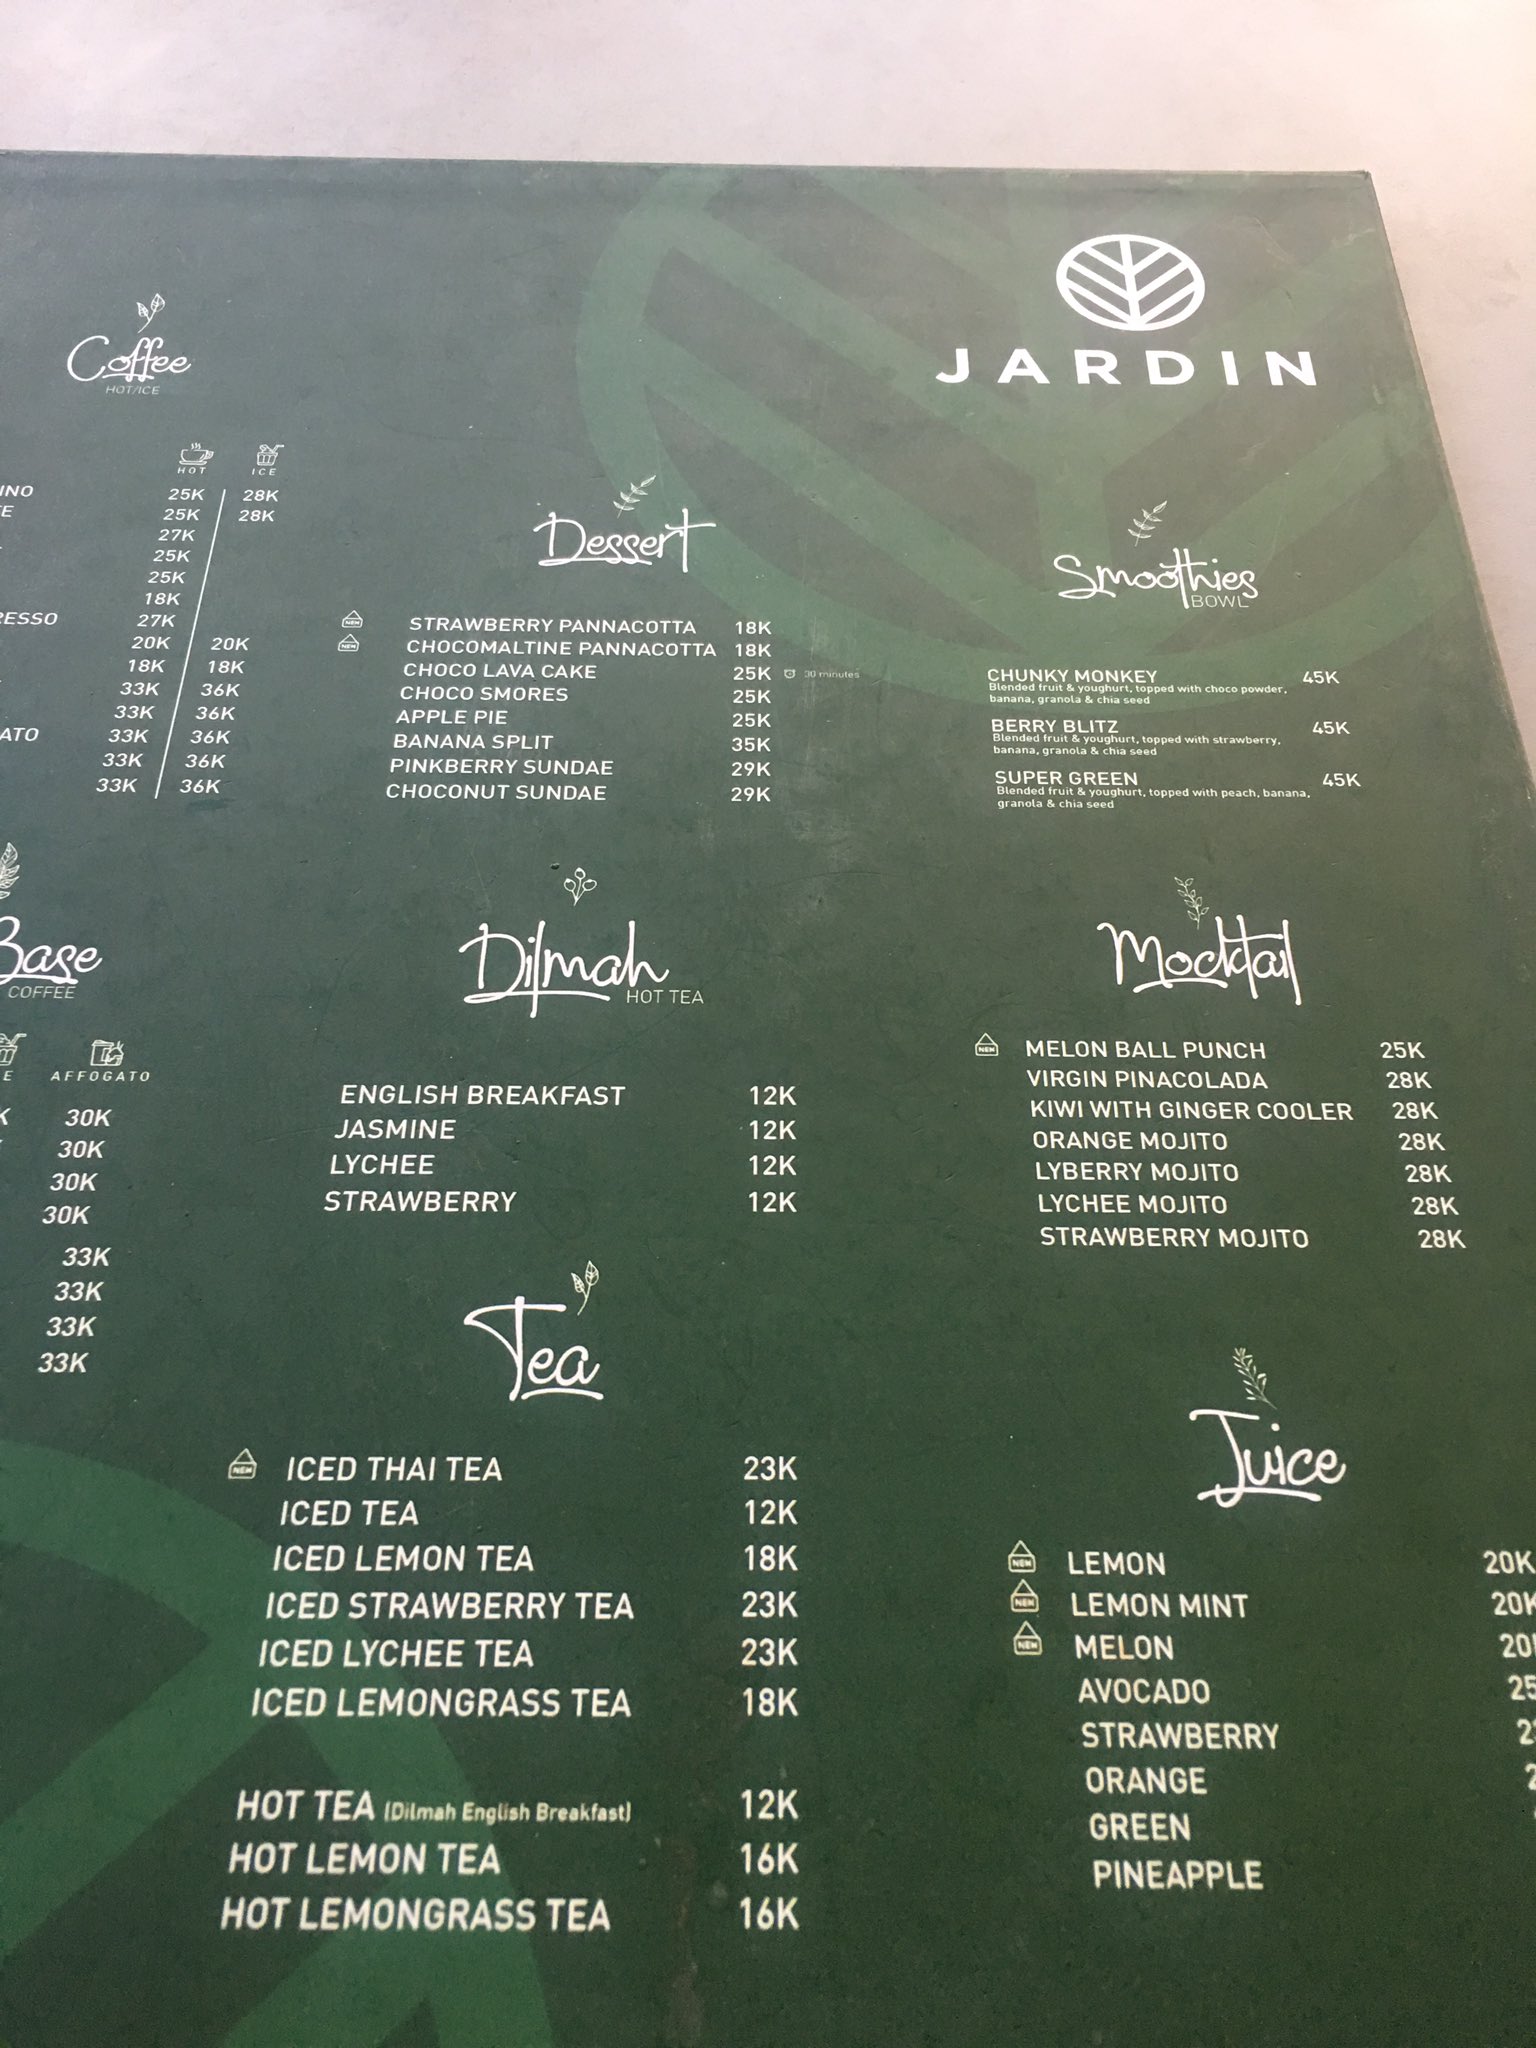 JARDIN
Coffee
HOT/ICE
HOT ICE
25K 28K
25K 28K
27K
25K
25K
18K
27K
20K 20K
18K 18K
33K 36K
33K 36K
33K 36K
33K 36K
33K 36K
Base
COFFEE
AFFOGATO
30K
30K
30K
30K
33K
33K
33K
33K
Dessert
NEW STRAWBERRY PANNACOTTA 18K
NEW CHOCOMALTINE PANNACOTTA 18K
CHOCO LAVA CAKE 25K 30 minutes
CHOCO SMORES 25K
APPLE PIE 25K
BANANA SPLIT 35K
PINKBERRY SUNDAE 29K
CHOCONUT SUNDAE 29K
Dilmah
HOT TEA
ENGLISH BREAKFAST 12K
JASMINE 12K
LYCHEE 12K
STRAWBERRY 12K
Tea
NEW ICED THAI TEA 23K
ICED TEA 12K
ICED LEMON TEA 18K
ICED STRAWBERRY TEA 23K
ICED LYCHEE TEA 23K
ICED LEMONGRASS TEA 18K
HOT TEA (Dilmah English Breakfast) 12K
HOT LEMON TEA 16K
HOT LEMONGRASS TEA 16K
Smoothies
BOWL
CHUNKY MONKEY 45K
Blended fruit & youghurt, topped with choco powder,
banana, granola & chia seed
BERRY BLITZ 45K
Blended fruit & youghurt, topped with strawberry,
banana, granola & chia seed
SUPER GREEN 45K
Blended fruit & youghurt, topped with peach, banana,
granola & chia seed
Mocktail
NEW MELON BALL PUNCH 25K
VIRGIN PINACOLADA 28K
KIWI WITH GINGER COOLER 28K
ORANGE MOJITO 28K
LYBERRY MOJITO 28K
LYCHEE MOJITO 28K
STRAWBERRY MOJITO 28K
Juice
NEW LEMON 20K
NEW LEMON MINT 20K
NEW MELON 20
AVOCADO 25
STRAWBERRY
ORANGE
GREEN
PINEAPPLE